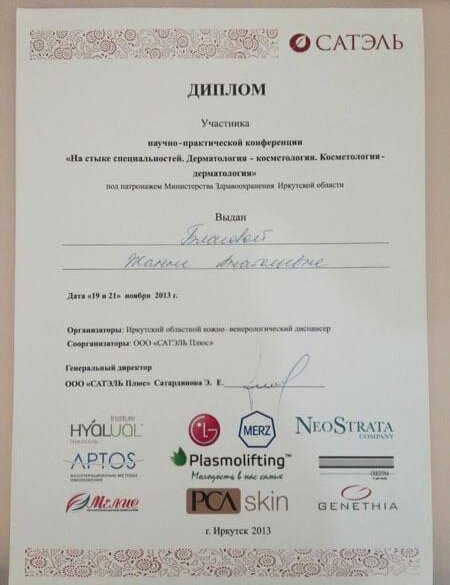 САТЭЛЬ
ДИПЛОМ
Участника
научно-практической конференции
«На стыке специальностей. Дерматология - косметология. Косметология-
дерматология»
под патронажем Министерства Здравоохранения Иркутской области
Выдан
Благовой
Жанне Анатольевне
Дата «19 и 21» ноября 2013 г.
Организаторы: Иркутский областной кожно-венерологический диспансер
Соорганизаторы: ООО «САТЭЛЬ Плюс»
Генеральный директор
ООО «САТЭЛЬ Плюс» Сатардинова Э. Е.
Institute
HYALUAL
LG
MERZ
NEOSTRATA
COMPANY
APTOS
Plasmolifting™
Молодость в нас самих
PCA skin
GENETHIA
г. Иркутск 2013